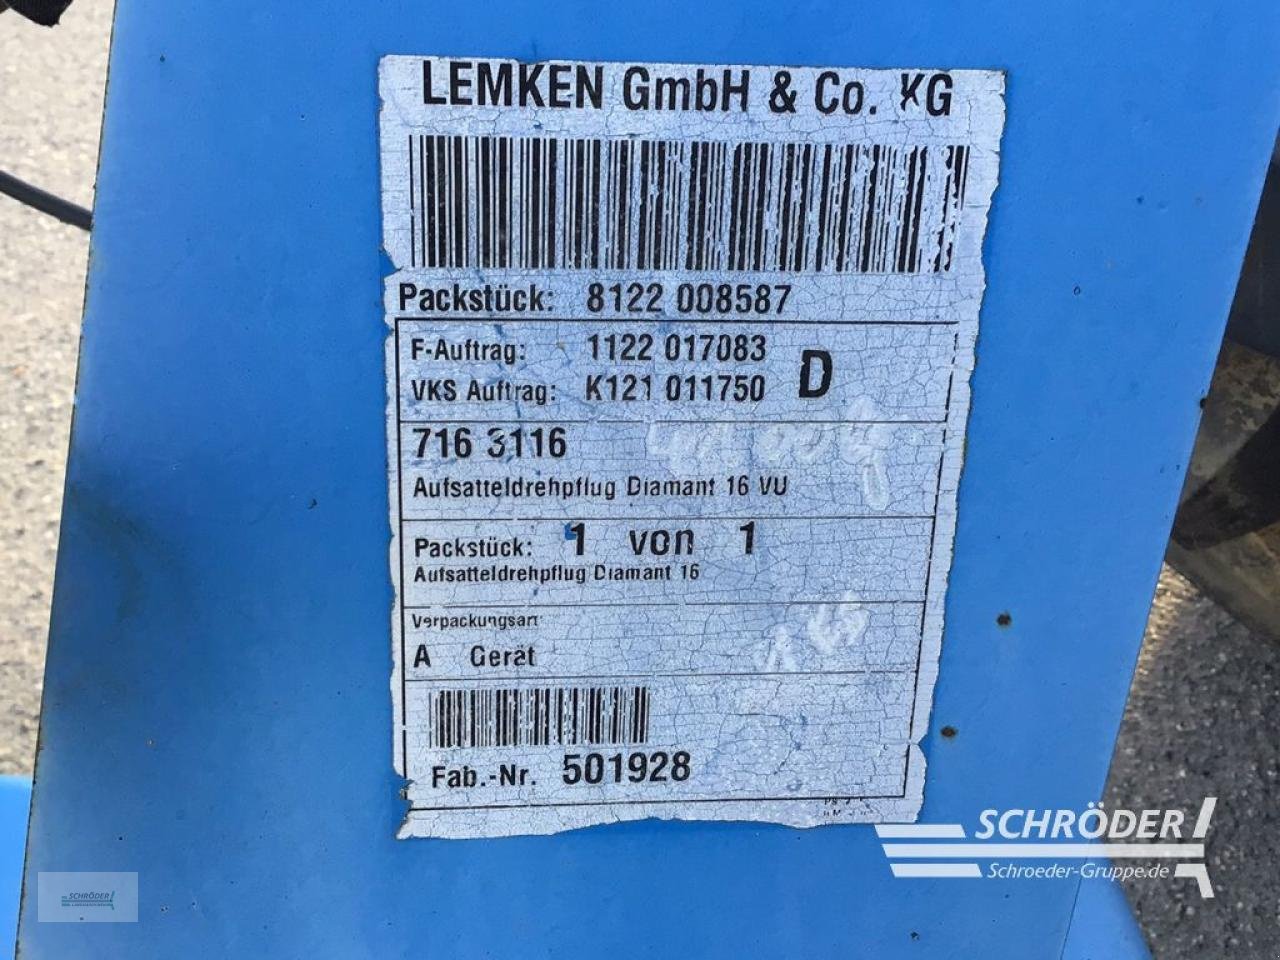 LEMKEN GmbH & Co. KG
Packstück: 8122 008587
F-Auftrag: 1122 017083
VKS Auftrag: K121 011750 D
716 3116
Aufsatteldrehpflug Diamant 16 VU
Packstück: 1 von 1
Aufsatteldrehpflug Diamant 16
Verpackungsart
A Gerät
Fab.-Nr. 501928
SCHRÖDER
Schroeder-Gruppe.de
SCHRÖDER